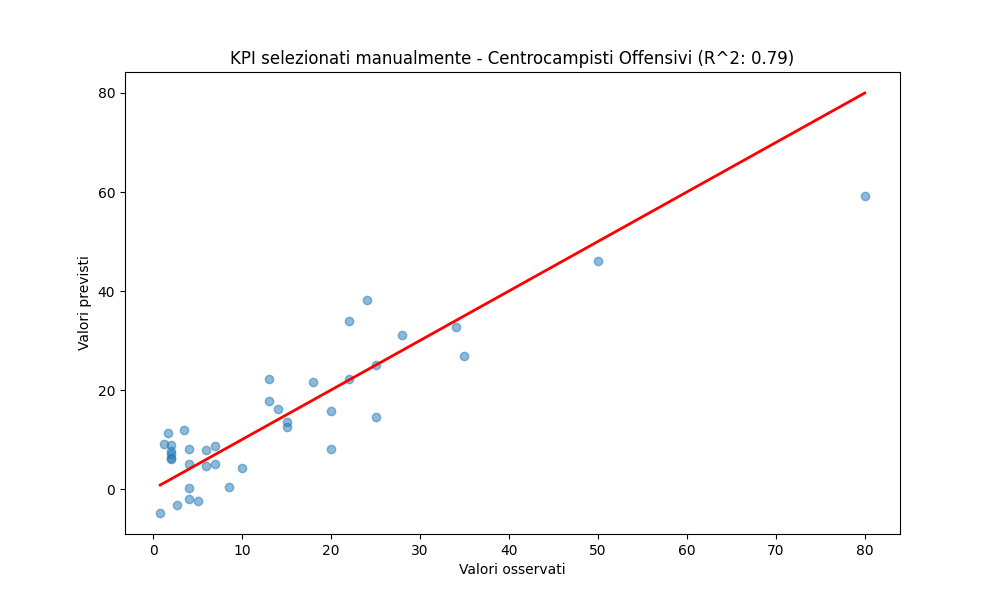 KPI selezionati manualmente - Centrocampisti Offensivi (R^2: 0.79)
Valori previsti
80
60
40
20
0
0 10 20 30 40 50 60 70 80
Valori osservati